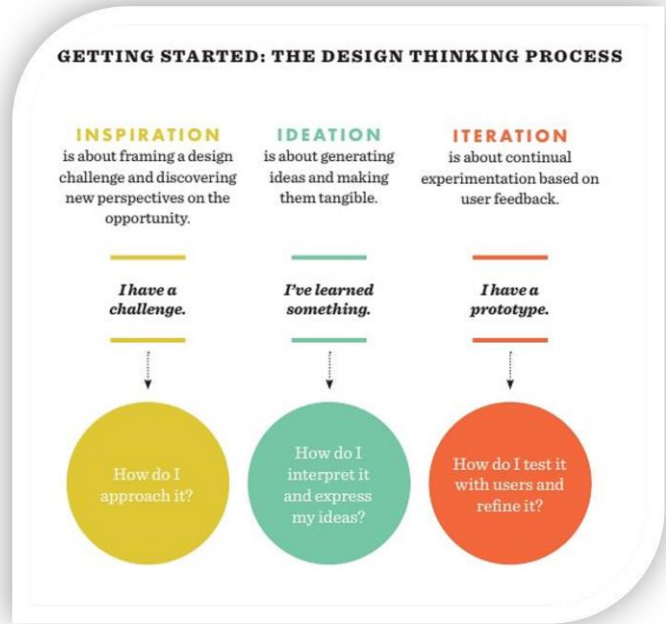 GETTING STARTED: THE DESIGN THINKING PROCESS
INSPIRATION
is about framing a design
challenge and discovering
new perspectives on the
opportunity.
I have a
challenge.
How do I
approach it?
IDEATION
is about generating
ideas and making
them tangible.
I've learned
something.
How do I
interpret it
and express
my ideas?
ITERATION
is about continual
experimentation based on
user feedback.
I have a
prototype.
How do I test it
with users and
refine it?